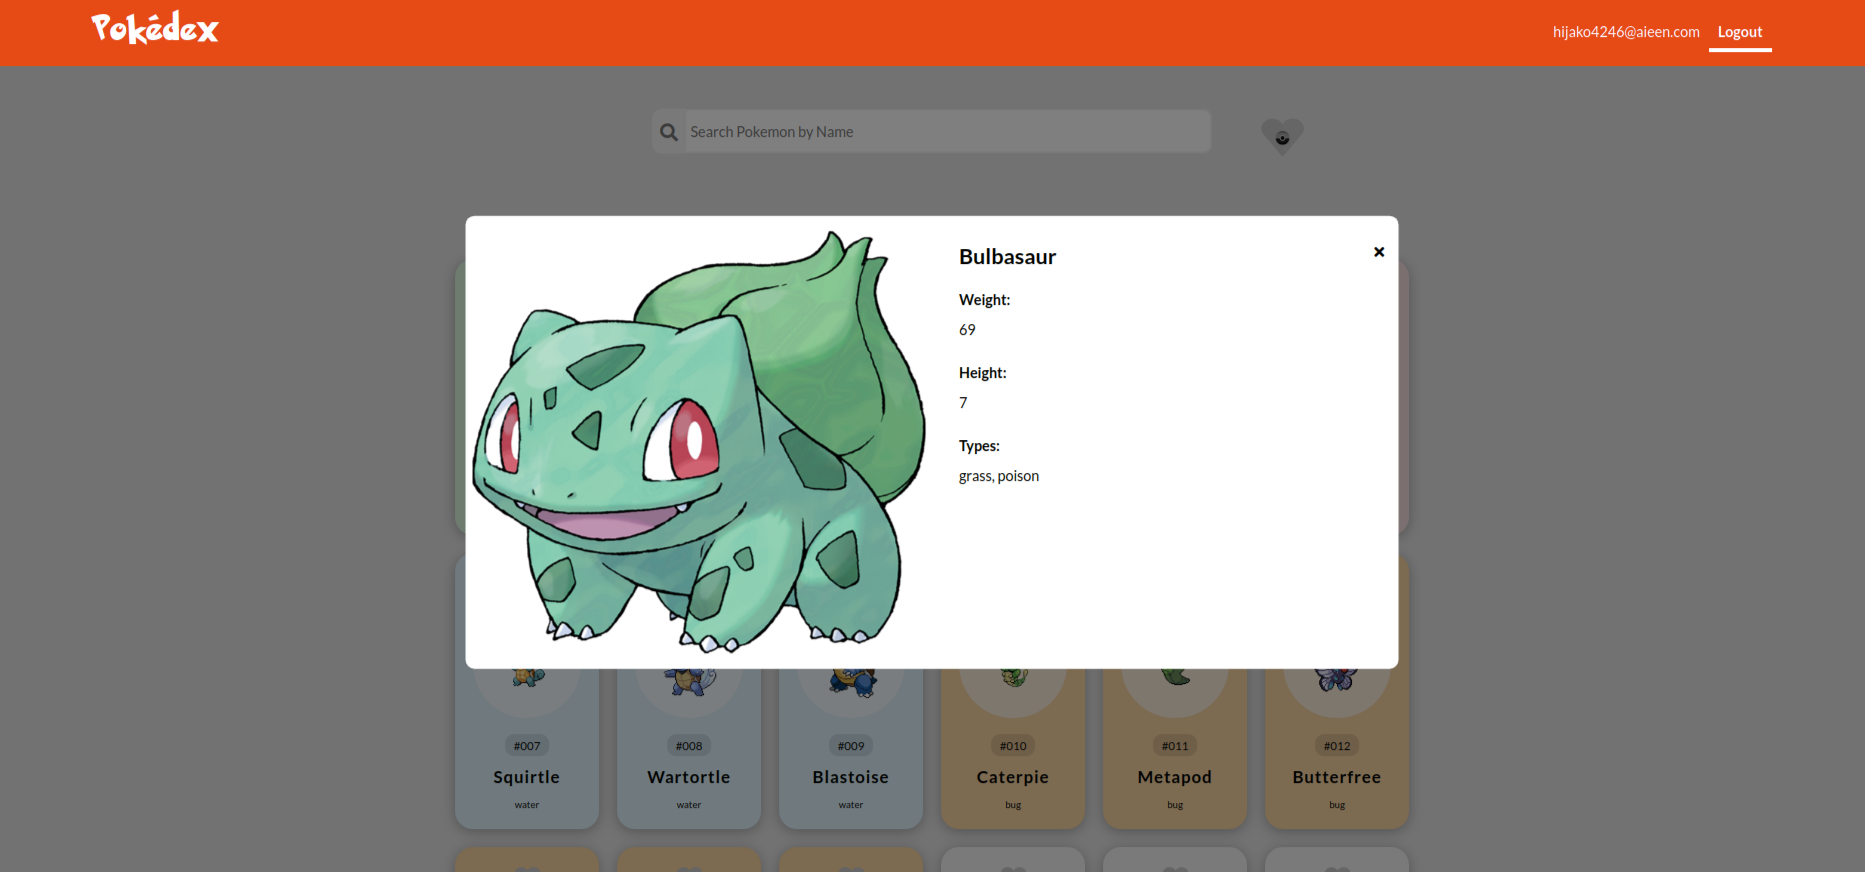 Pokédex
hijako4246@aieen.com Logout
Search Pokemon by Name
Bulbasaur
Weight:
69
Height:
7
Types:
grass, poison
#007 #008 #009 #010 #011 #012
Squirtle Wartortle Blastoise Caterpie Metapod Butterfree
water water water bug bug bug